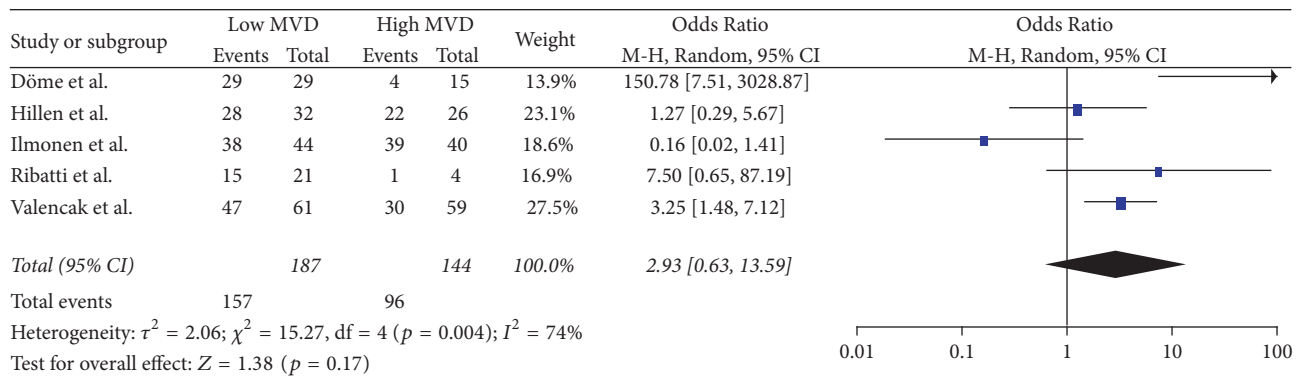 Study or subgroup Low MVD High MVD Weight Odds Ratio Odds Ratio
Events Total Events Total M-H, Random, 95% CI M-H, Random, 95% CI
Döme et al. 29 29 4 15 13.9% 150.78 [7.51, 3028.87]
Hillen et al. 28 32 22 26 23.1% 1.27 [0.29, 5.67]
Ilmonen et al. 38 44 39 40 18.6% 0.16 [0.02, 1.41]
Ribatti et al. 15 21 1 4 16.9% 7.50 [0.65, 87.19]
Valencak et al. 47 61 30 59 27.5% 3.25 [1.48, 7.12]
Total (95% CI) 187 144 100.0% 2.93 [0.63, 13.59]
Total events 157 96
Heterogeneity: τ² = 2.06; χ² = 15.27, df = 4 (p = 0.004); I² = 74%
Test for overall effect: Z = 1.38 (p = 0.17)
0.01 0.1 1 10 100